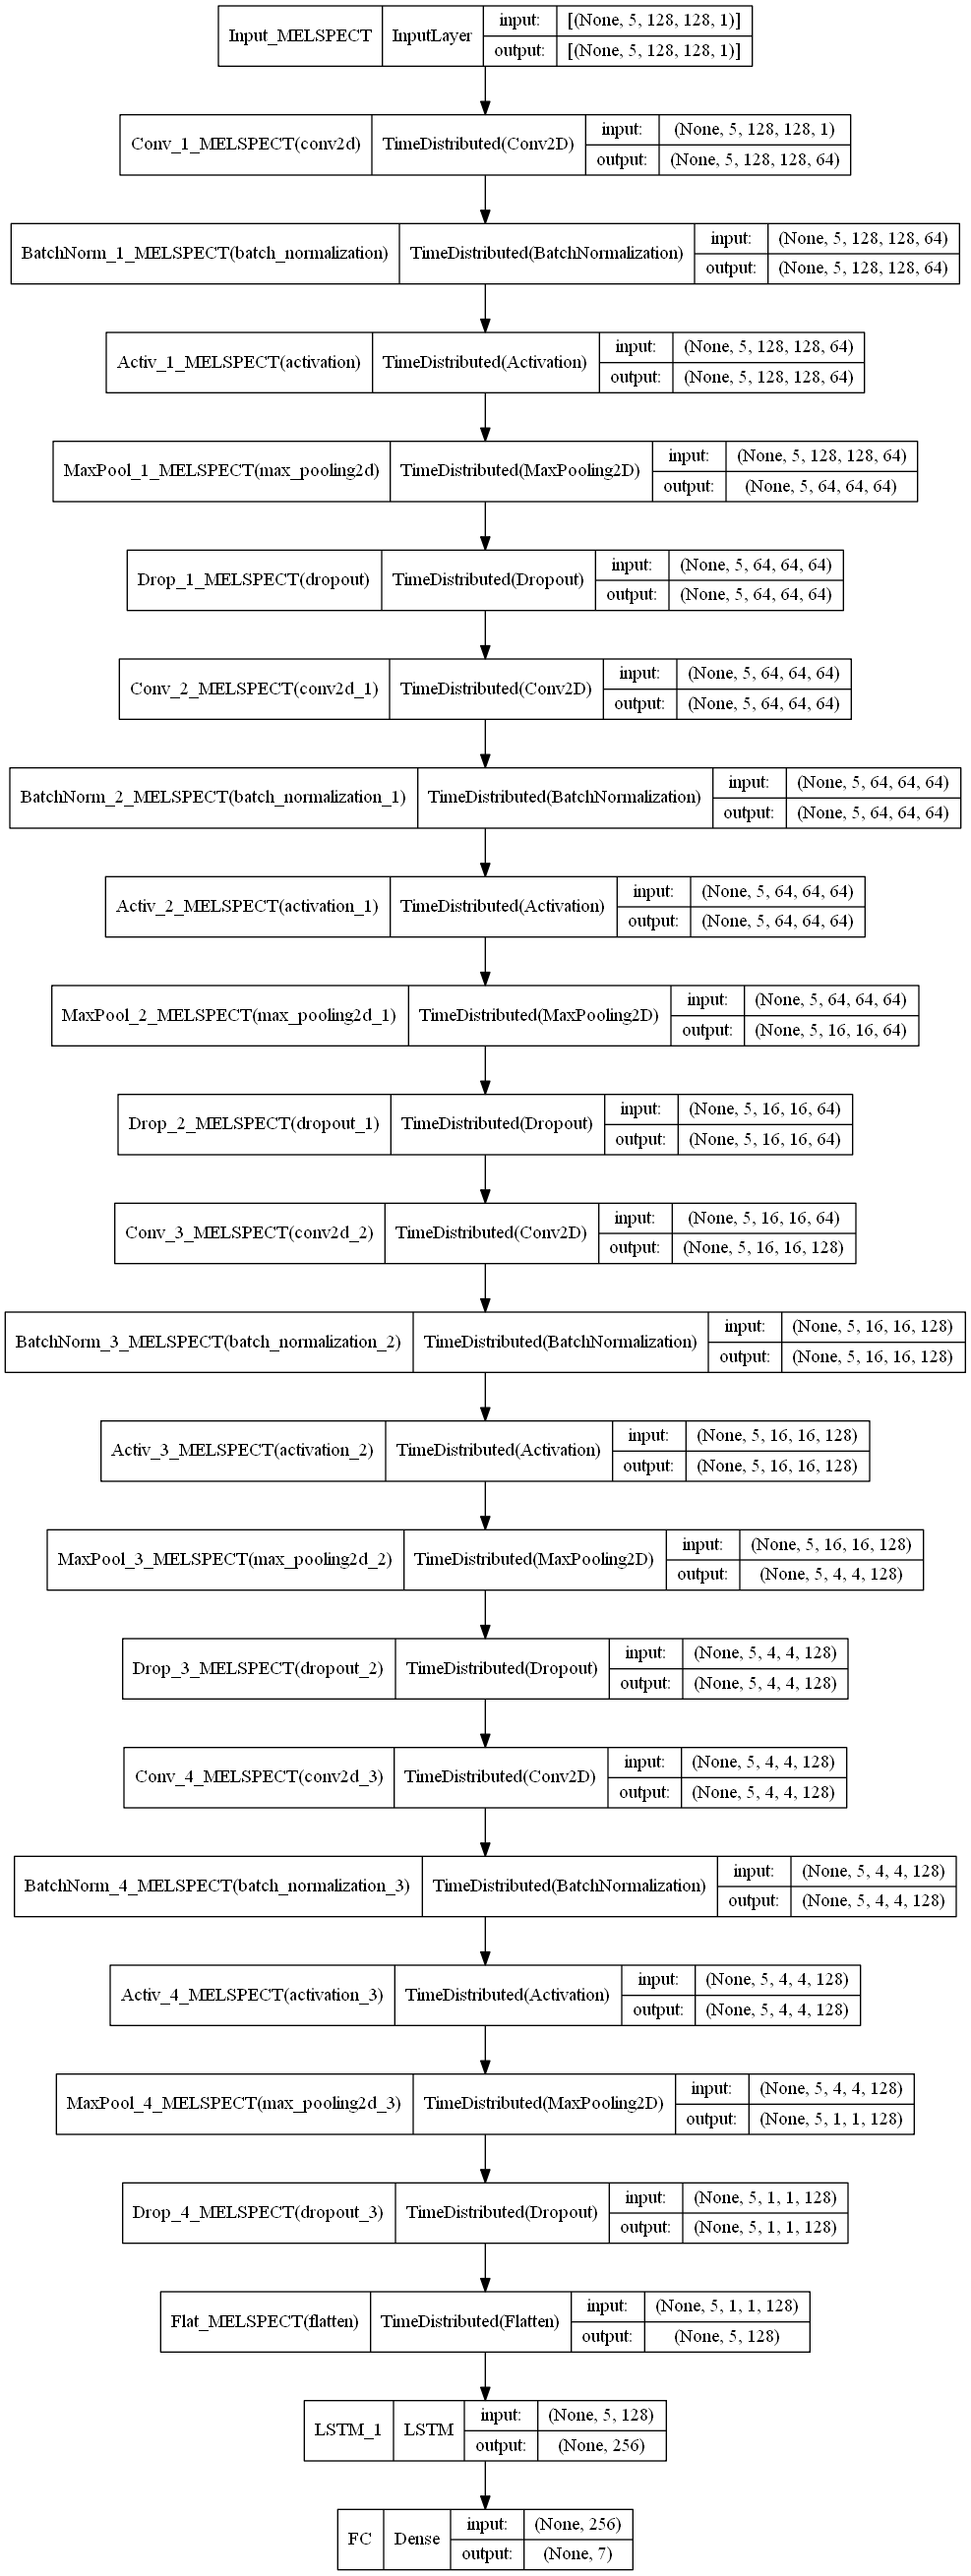 Input_MELSPECT InputLayer input: [(None, 5, 128, 128, 1)]
output: [(None, 5, 128, 128, 1)]
Conv_1_MELSPECT(conv2d) TimeDistributed(Conv2D) input: (None, 5, 128, 128, 1)
output: (None, 5, 128, 128, 64)
BatchNorm_1_MELSPECT(batch_normalization) TimeDistributed(BatchNormalization) input: (None, 5, 128, 128, 64)
output: (None, 5, 128, 128, 64)
Activ_1_MELSPECT(activation) TimeDistributed(Activation) input: (None, 5, 128, 128, 64)
output: (None, 5, 128, 128, 64)
MaxPool_1_MELSPECT(max_pooling2d) TimeDistributed(MaxPooling2D) input: (None, 5, 128, 128, 64)
output: (None, 5, 64, 64, 64)
Drop_1_MELSPECT(dropout) TimeDistributed(Dropout) input: (None, 5, 64, 64, 64)
output: (None, 5, 64, 64, 64)
Conv_2_MELSPECT(conv2d_1) TimeDistributed(Conv2D) input: (None, 5, 64, 64, 64)
output: (None, 5, 64, 64, 64)
BatchNorm_2_MELSPECT(batch_normalization_1) TimeDistributed(BatchNormalization) input: (None, 5, 64, 64, 64)
output: (None, 5, 64, 64, 64)
Activ_2_MELSPECT(activation_1) TimeDistributed(Activation) input: (None, 5, 64, 64, 64)
output: (None, 5, 64, 64, 64)
MaxPool_2_MELSPECT(max_pooling2d_1) TimeDistributed(MaxPooling2D) input: (None, 5, 64, 64, 64)
output: (None, 5, 16, 16, 64)
Drop_2_MELSPECT(dropout_1) TimeDistributed(Dropout) input: (None, 5, 16, 16, 64)
output: (None, 5, 16, 16, 64)
Conv_3_MELSPECT(conv2d_2) TimeDistributed(Conv2D) input: (None, 5, 16, 16, 64)
output: (None, 5, 16, 16, 128)
BatchNorm_3_MELSPECT(batch_normalization_2) TimeDistributed(BatchNormalization) input: (None, 5, 16, 16, 128)
output: (None, 5, 16, 16, 128)
Activ_3_MELSPECT(activation_2) TimeDistributed(Activation) input: (None, 5, 16, 16, 128)
output: (None, 5, 16, 16, 128)
MaxPool_3_MELSPECT(max_pooling2d_2) TimeDistributed(MaxPooling2D) input: (None, 5, 16, 16, 128)
output: (None, 5, 4, 4, 128)
Drop_3_MELSPECT(dropout_2) TimeDistributed(Dropout) input: (None, 5, 4, 4, 128)
output: (None, 5, 4, 4, 128)
Conv_4_MELSPECT(conv2d_3) TimeDistributed(Conv2D) input: (None, 5, 4, 4, 128)
output: (None, 5, 4, 4, 128)
BatchNorm_4_MELSPECT(batch_normalization_3) TimeDistributed(BatchNormalization) input: (None, 5, 4, 4, 128)
output: (None, 5, 4, 4, 128)
Activ_4_MELSPECT(activation_3) TimeDistributed(Activation) input: (None, 5, 4, 4, 128)
output: (None, 5, 4, 4, 128)
MaxPool_4_MELSPECT(max_pooling2d_3) TimeDistributed(MaxPooling2D) input: (None, 5, 4, 4, 128)
output: (None, 5, 1, 1, 128)
Drop_4_MELSPECT(dropout_3) TimeDistributed(Dropout) input: (None, 5, 1, 1, 128)
output: (None, 5, 1, 1, 128)
Flat_MELSPECT(flatten) TimeDistributed(Flatten) input: (None, 5, 1, 1, 128)
output: (None, 5, 128)
LSTM_1 LSTM input: (None, 5, 128)
output: (None, 256)
FC Dense input: (None, 256)
output: (None, 7)